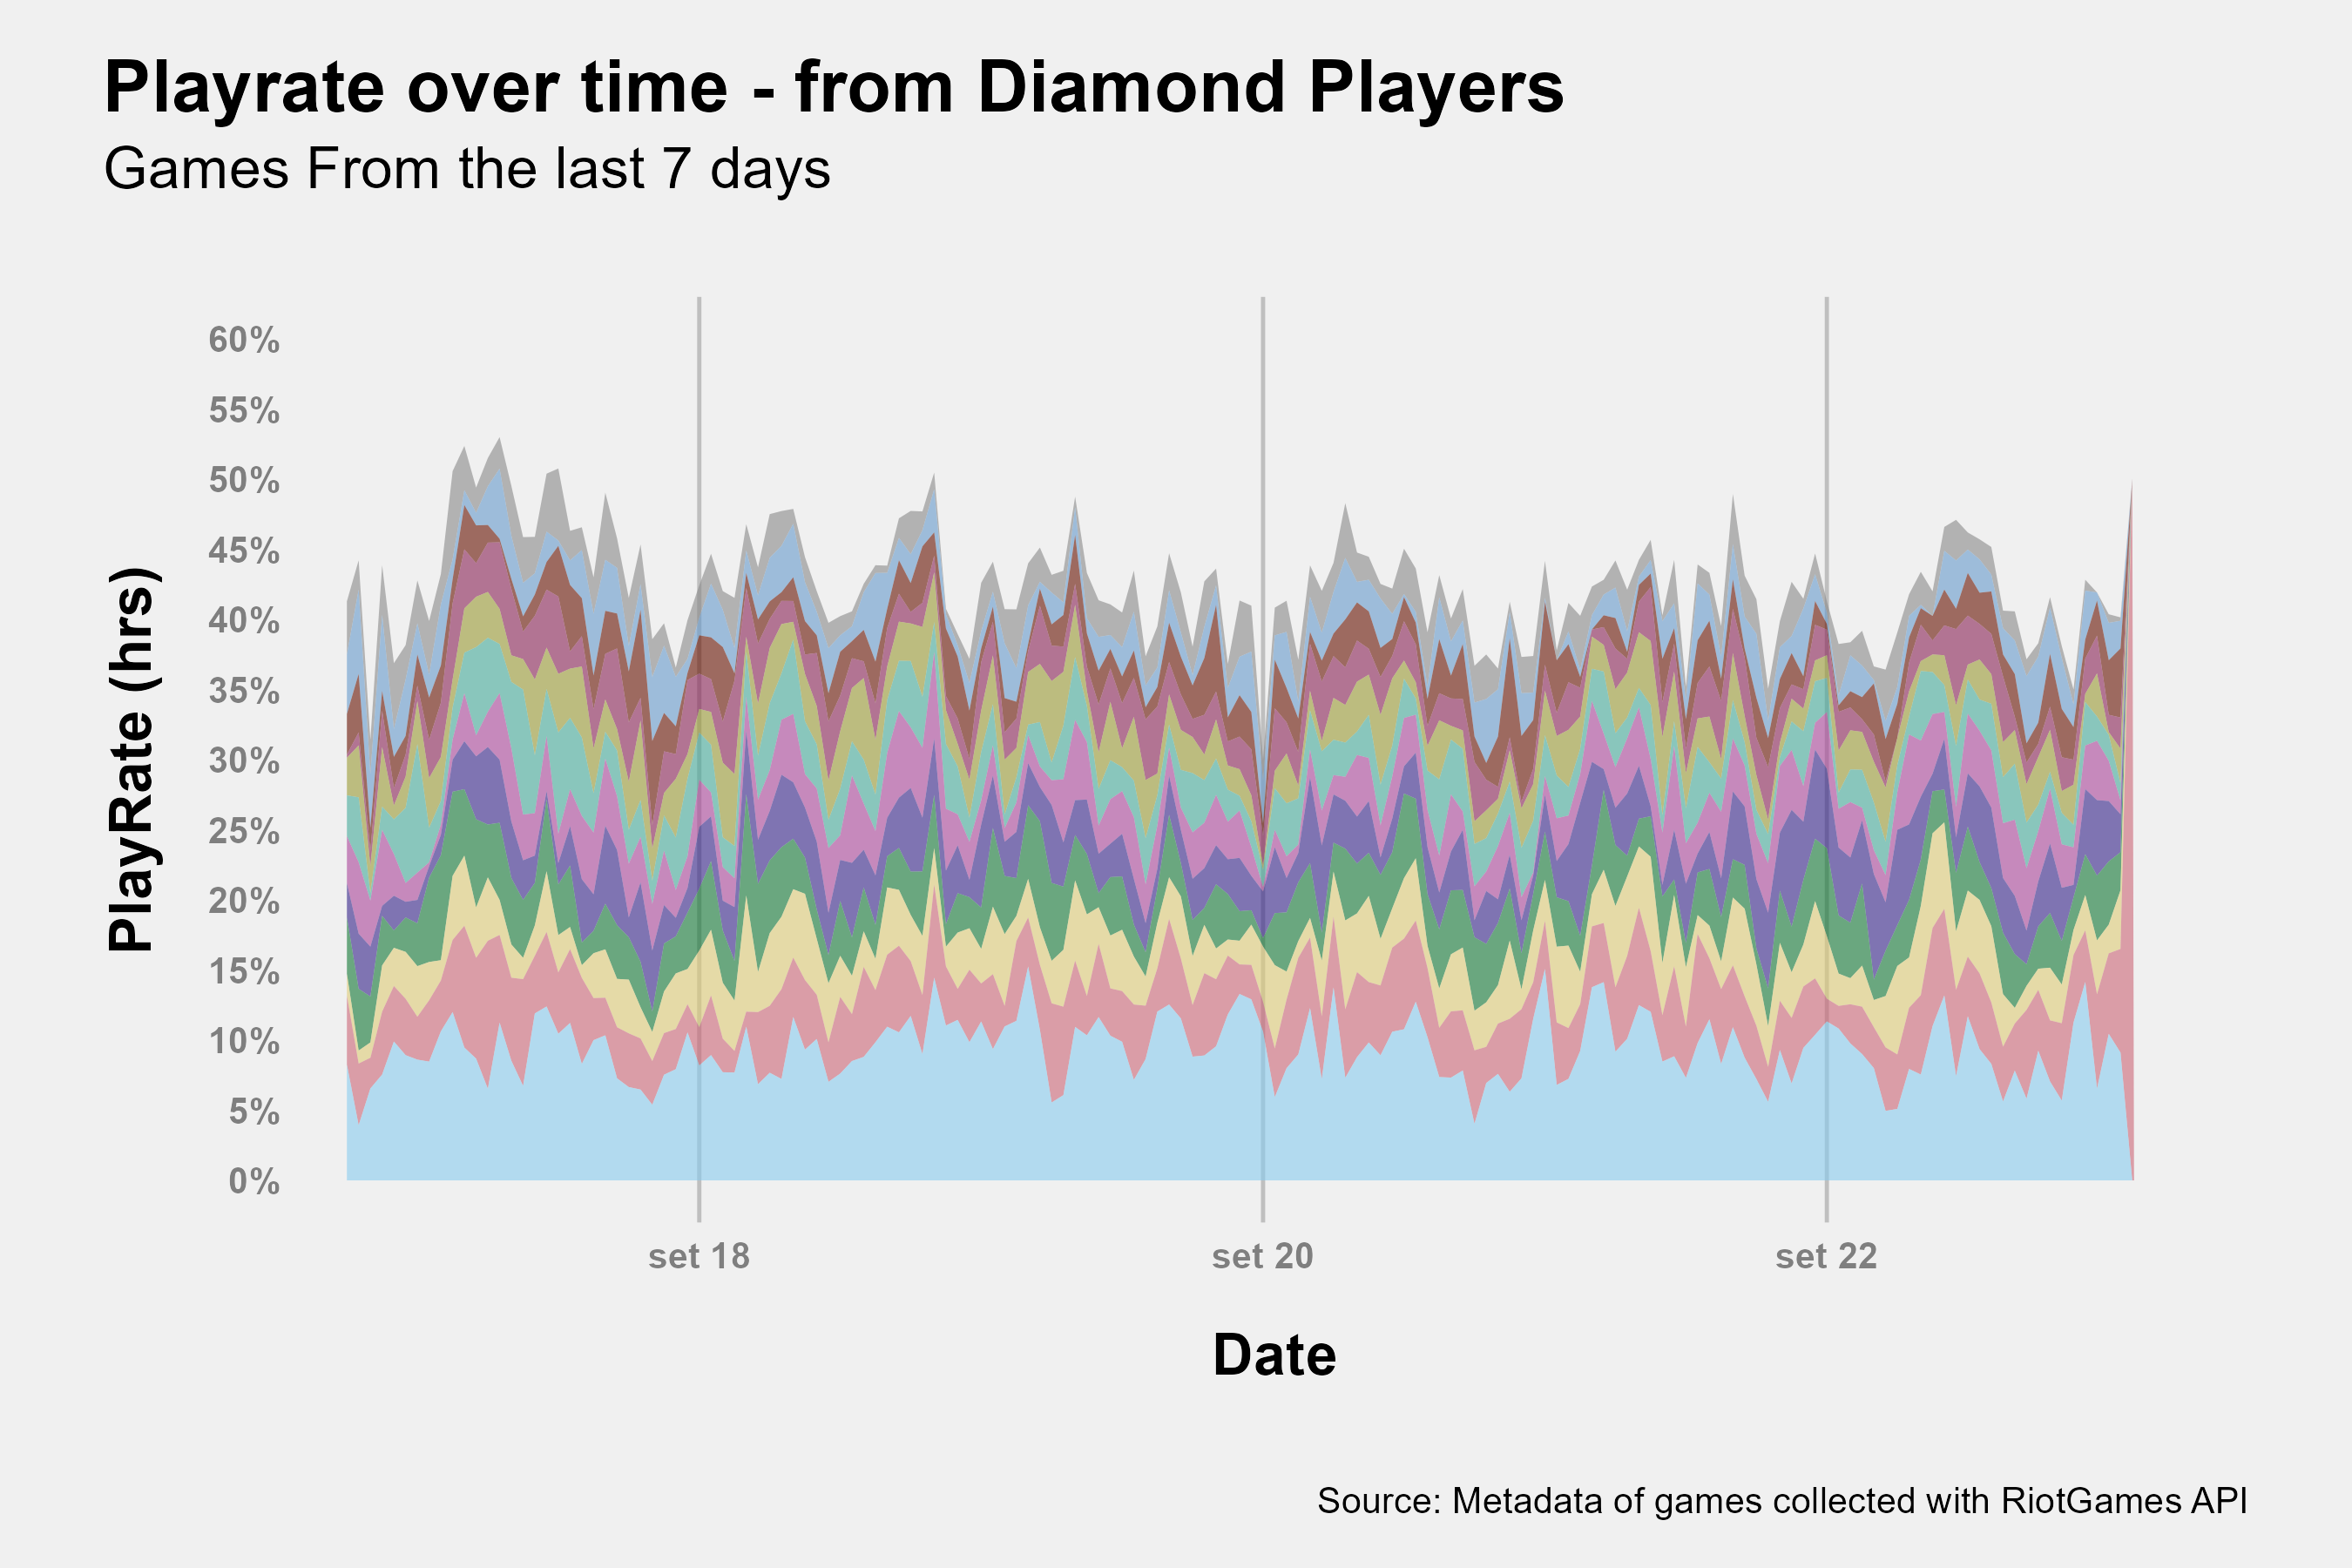 Playrate over time - from Diamond Players
Games From the last 7 days
60%
55%
50%
45%
40%
35%
30%
25%
20%
15%
10%
5%
0%
PlayRate (hrs)
set 18
set 20
set 22
Date
Source: Metadata of games collected with RiotGames API